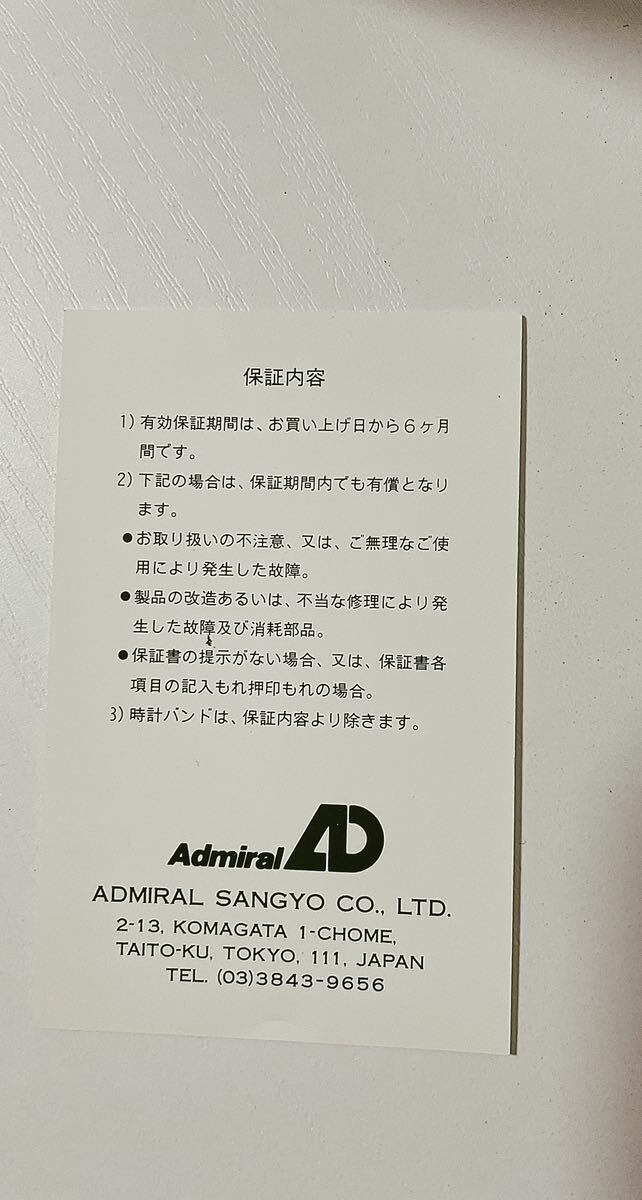 保証内容
1) 有効保証期間は、お買い上げ日から6ヶ月
間です。
2) 下記の場合は、保証期間内でも有償となり
ます。
●お取り扱いの不注意、又は、ご無理なご使
用により発生した故障。
●製品の改造あるいは、不当な修理により発
生した故障及び消耗部品。
●保証書の提示がない場合、又は、保証書各
項目の記入もれ押印もれの場合。
3) 時計バンドは、保証内容より除きます。
Admiral AD
ADMIRAL SANGYO CO., LTD.
2-13, KOMAGATA 1-CHOME,
TAITO-KU, TOKYO, 111, JAPAN
TEL. (03)3843-9656